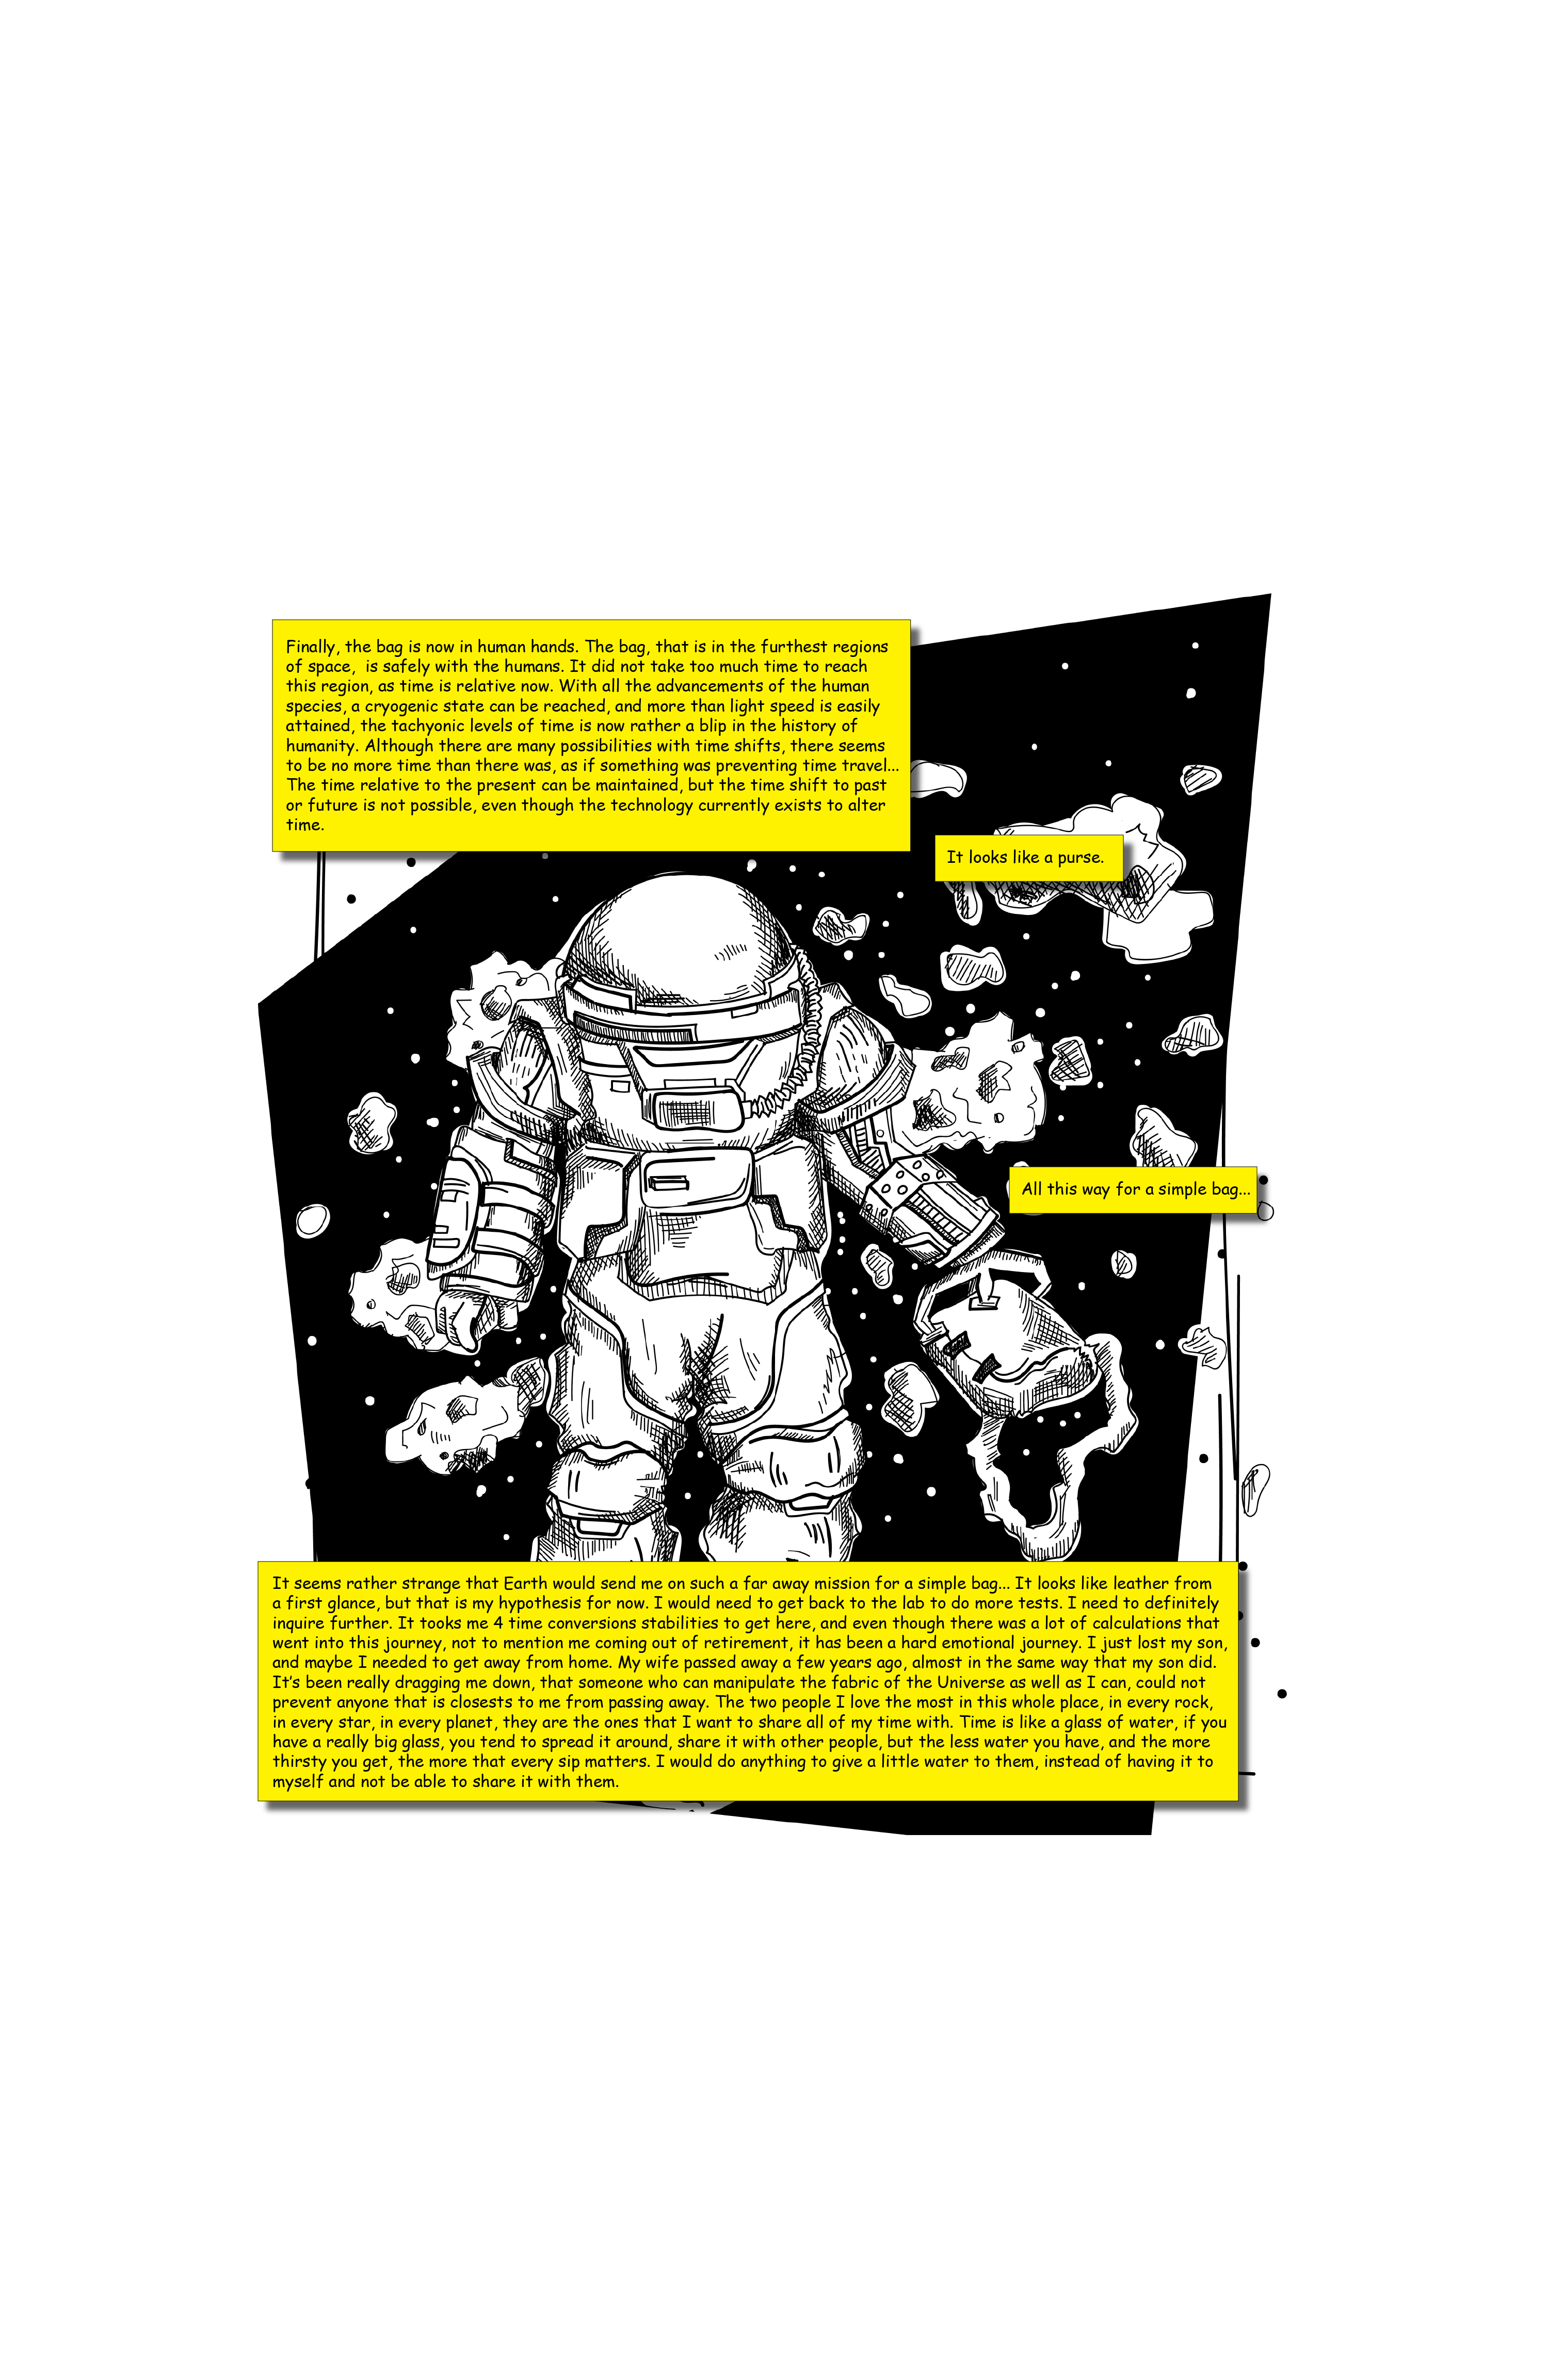 Finally, the bag is now in human hands. The bag, that is in the furthest regions
of space,  is safely with the humans. It did not take too much time to reach
this region, as time is relative now. With all the advancements of the human
species, a cryogenic state can be reached, and more than light speed is easily
attained, the tachyonic levels of time is now rather a blip in the history of
humanity. Although there are many possibilities with time shifts, there seems
to be no more time than there was, as if something was preventing time travel...
The time relative to the present can be maintained, but the time shift to past
or future is not possible, even though the technology currently exists to alter
time.
It looks like a purse.
All this way for a simple bag...
It seems rather strange that Earth would send me on such a far away mission for a simple bag... It looks like leather from
a first glance, but that is my hypothesis for now. I would need to get back to the lab to do more tests. I need to definitely
inquire further. It tooks me 4 time conversions stabilities to get here, and even though there was a lot of calculations that
went into this journey, not to mention me coming out of retirement, it has been a hard emotional journey. I just lost my son,
and maybe I needed to get away from home. My wife passed away a few years ago, almost in the same way that my son did.
It's been really dragging me down, that someone who can manipulate the fabric of the Universe as well as I can, could not
prevent anyone that is closests to me from passing away. The two people I love the most in this whole place, in every rock,
in every star, in every planet, they are the ones that I want to share all of my time with. Time is like a glass of water, if you
have a really big glass, you tend to spread it around, share it with other people, but the less water you have, and the more
thirsty you get, the more that every sip matters. I would do anything to give a little water to them, instead of having it to
myself and not be able to share it with them.